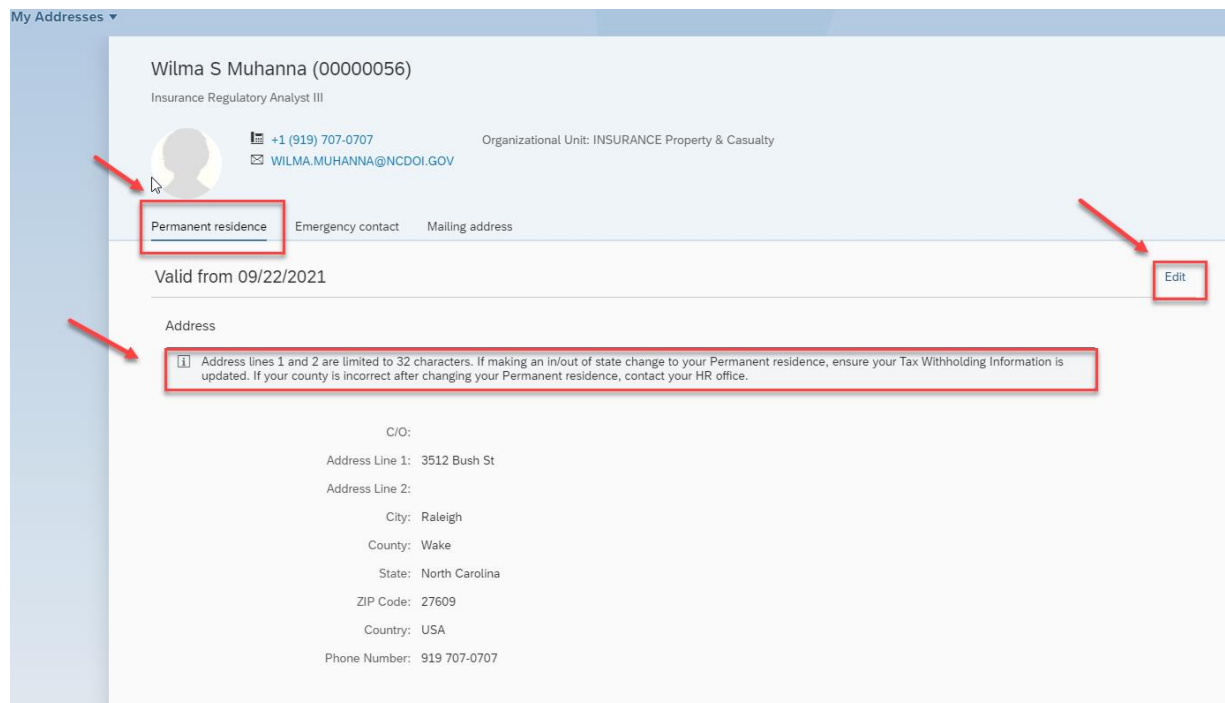 My Addresses
Wilma S Muhanna (00000056)
Insurance Regulatory Analyst III
+1 (919) 707-0707 Organizational Unit: INSURANCE Property & Casualty
WILMA.MUHANNA@NCDOI.GOV
Permanent residence Emergency contact Mailing address
Valid from 09/22/2021 Edit
Address
Address lines 1 and 2 are limited to 32 characters. If making an in/out of state change to your Permanent residence, ensure your Tax Withholding Information is
updated. If your county is incorrect after changing your Permanent residence, contact your HR office.
C/O:
Address Line 1: 3512 Bush St
Address Line 2:
City: Raleigh
County: Wake
State: North Carolina
ZIP Code: 27609
Country: USA
Phone Number: 919 707-0707